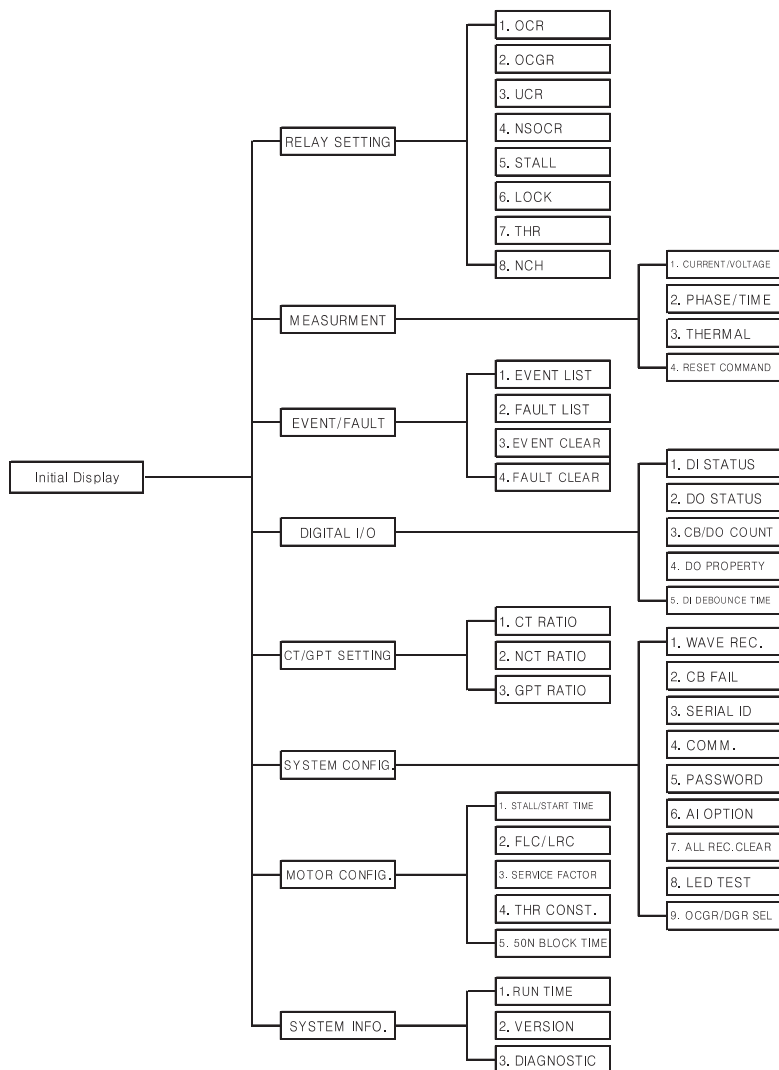 Initial Display
RELAY SETTING
1. OCR
2. OCGR
3. UCR
4. NSOCR
5. STALL
6. LOCK
7. THR
8. NCH
MEASURMENT
1. CURRENT/VOLTAGE
2. PHASE/TIME
3. THERMAL
4. RESET COMMAND
EVENT/FAULT
1. EVENT LIST
2. FAULT LIST
3. EVENT CLEAR
4. FAULT CLEAR
DIGITAL I/O
1. DI STATUS
2. DO STATUS
3. CB/DO COUNT
4. DO PROPERTY
5. DI DEBOUNCE TIME
CT/GPT SETTING
1. CT RATIO
2. NCT RATIO
3. GPT RATIO
SYSTEM CONFIG.
1. WAVE REC.
2. CB FAIL
3. SERIAL ID
4. COMM.
5. PASSWORD
6. AI OPTION
7. ALL REC.CLEAR
8. LED TEST
9. OCGR/DGR SEL
MOTOR CONFIG.
1. STALL/START TIME
2. FLC/LRC
3. SERVICE FACTOR
4. THR CONST.
5. 50N BLOCK TIME
SYSTEM INFO.
1. RUN TIME
2. VERSION
3. DIAGNOSTIC